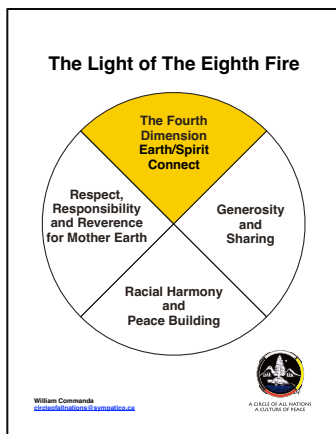 The Light of The Eighth Fire
The Fourth
Dimension
Earth/Spirit
Connect
Respect,
Responsibility
and Reverence
for Mother Earth
Generosity
and
Sharing
Racial Harmony
and
Peace Building
William Commanda
circleofallnations@sympatico.ca
A CIRCLE OF ALL NATIONS
A CULTURE OF PEACE